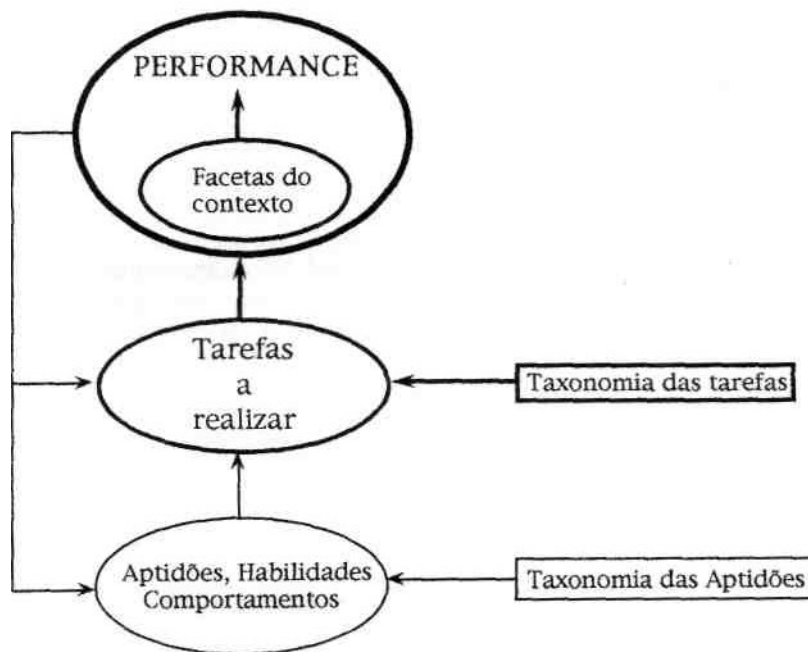 PERFORMANCE
Facetas do
contexto
Tarefas
a
realizar
Taxonomia das tarefas
Aptidões, Habilidades
Comportamentos
Taxonomia das Aptidões